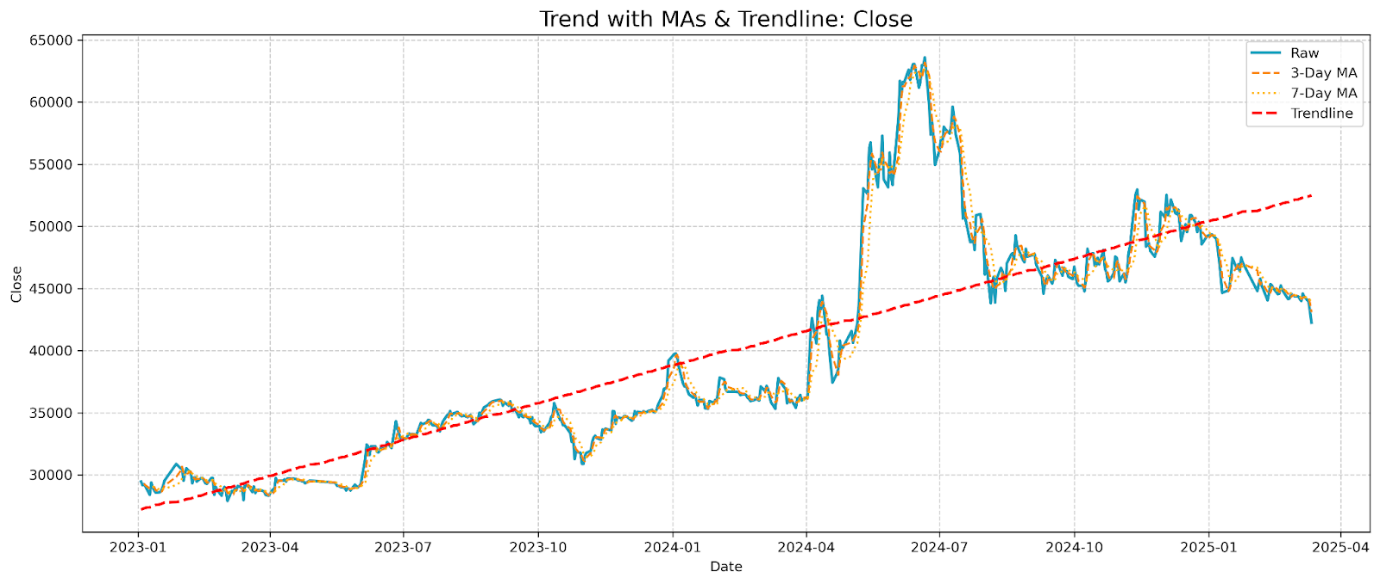 Trend with MAs & Trendline: Close
65000
60000
55000
50000
45000
40000
35000
30000
Close
Raw
3-Day MA
7-Day MA
Trendline
2023-01 2023-04 2023-07 2023-10 2024-01 2024-04 2024-07 2024-10 2025-01 2025-04
Date